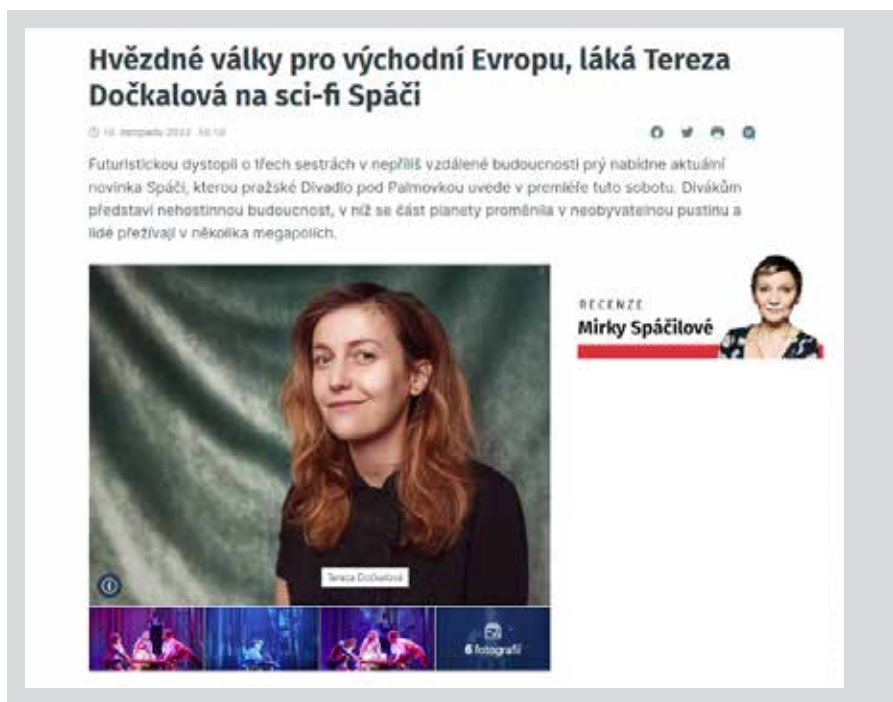 Hvězdné války pro východní Evropu, láká Tereza
Dočkalová na sci-fi Spáči
Futuristickou dystopii o třech sestrách v nepříliš vzdálené budoucnosti prý nabídne aktuální
novinka Spáči, kterou pražské Divadlo pod Palmovkou uvede v premiéře tuto sobotu. Divákům
představí nehostinnou budoucnost, v níž se část planety proměnila v neobyvatelnou pustinu a
lidé přežívají v několika megapolích.
RECENZE
Mirky Spáčilové
Tereza Dočkalová
6 fotografií